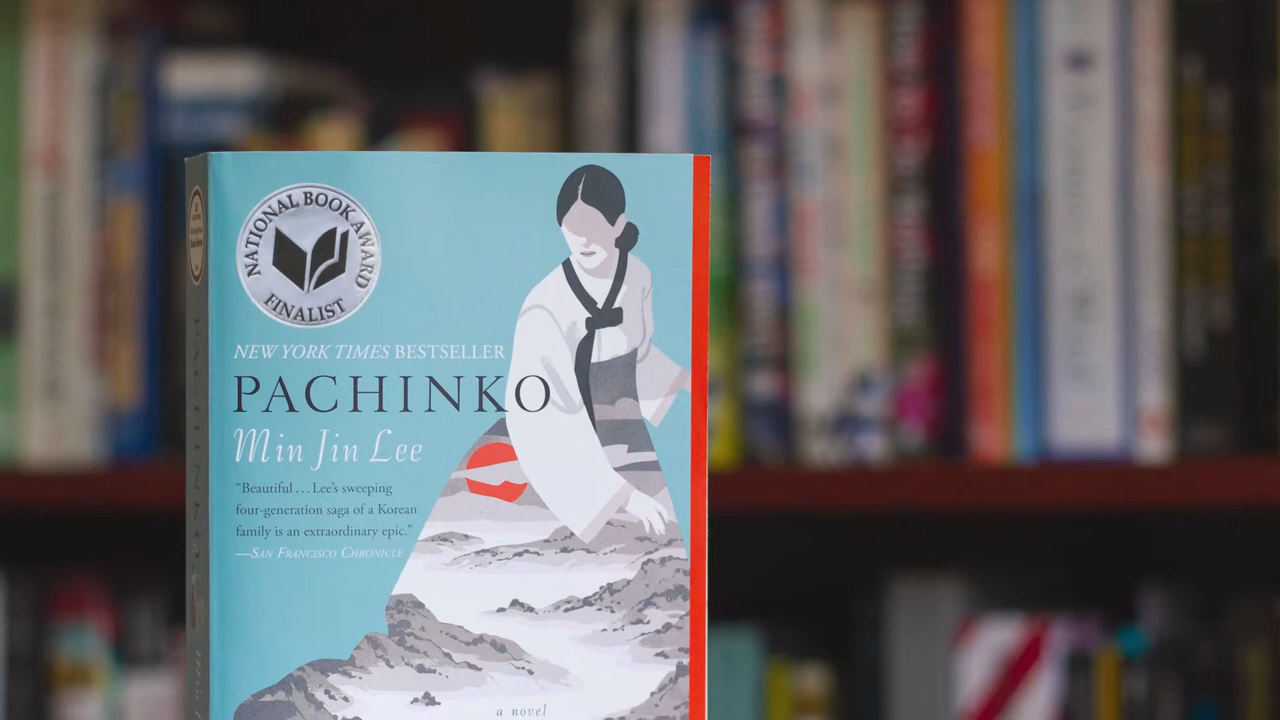 NATIONAL BOOK AWARD
FINALIST
NEW YORK TIMES BESTSELLER
PACHINKO
Min Jin Lee
“Beautiful . . . Lee’s sweeping
four-generation saga of a Korean
family is an extraordinary epic.”
—SAN FRANCISCO CHRONICLE
a novel
PACHINKO